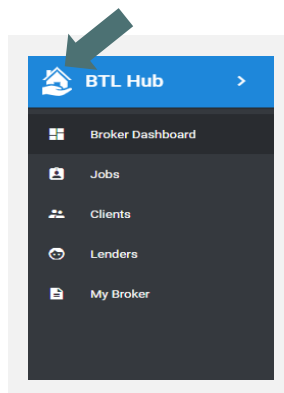 BTL Hub
Broker Dashboard
Jobs
Clients
Lenders
My Broker